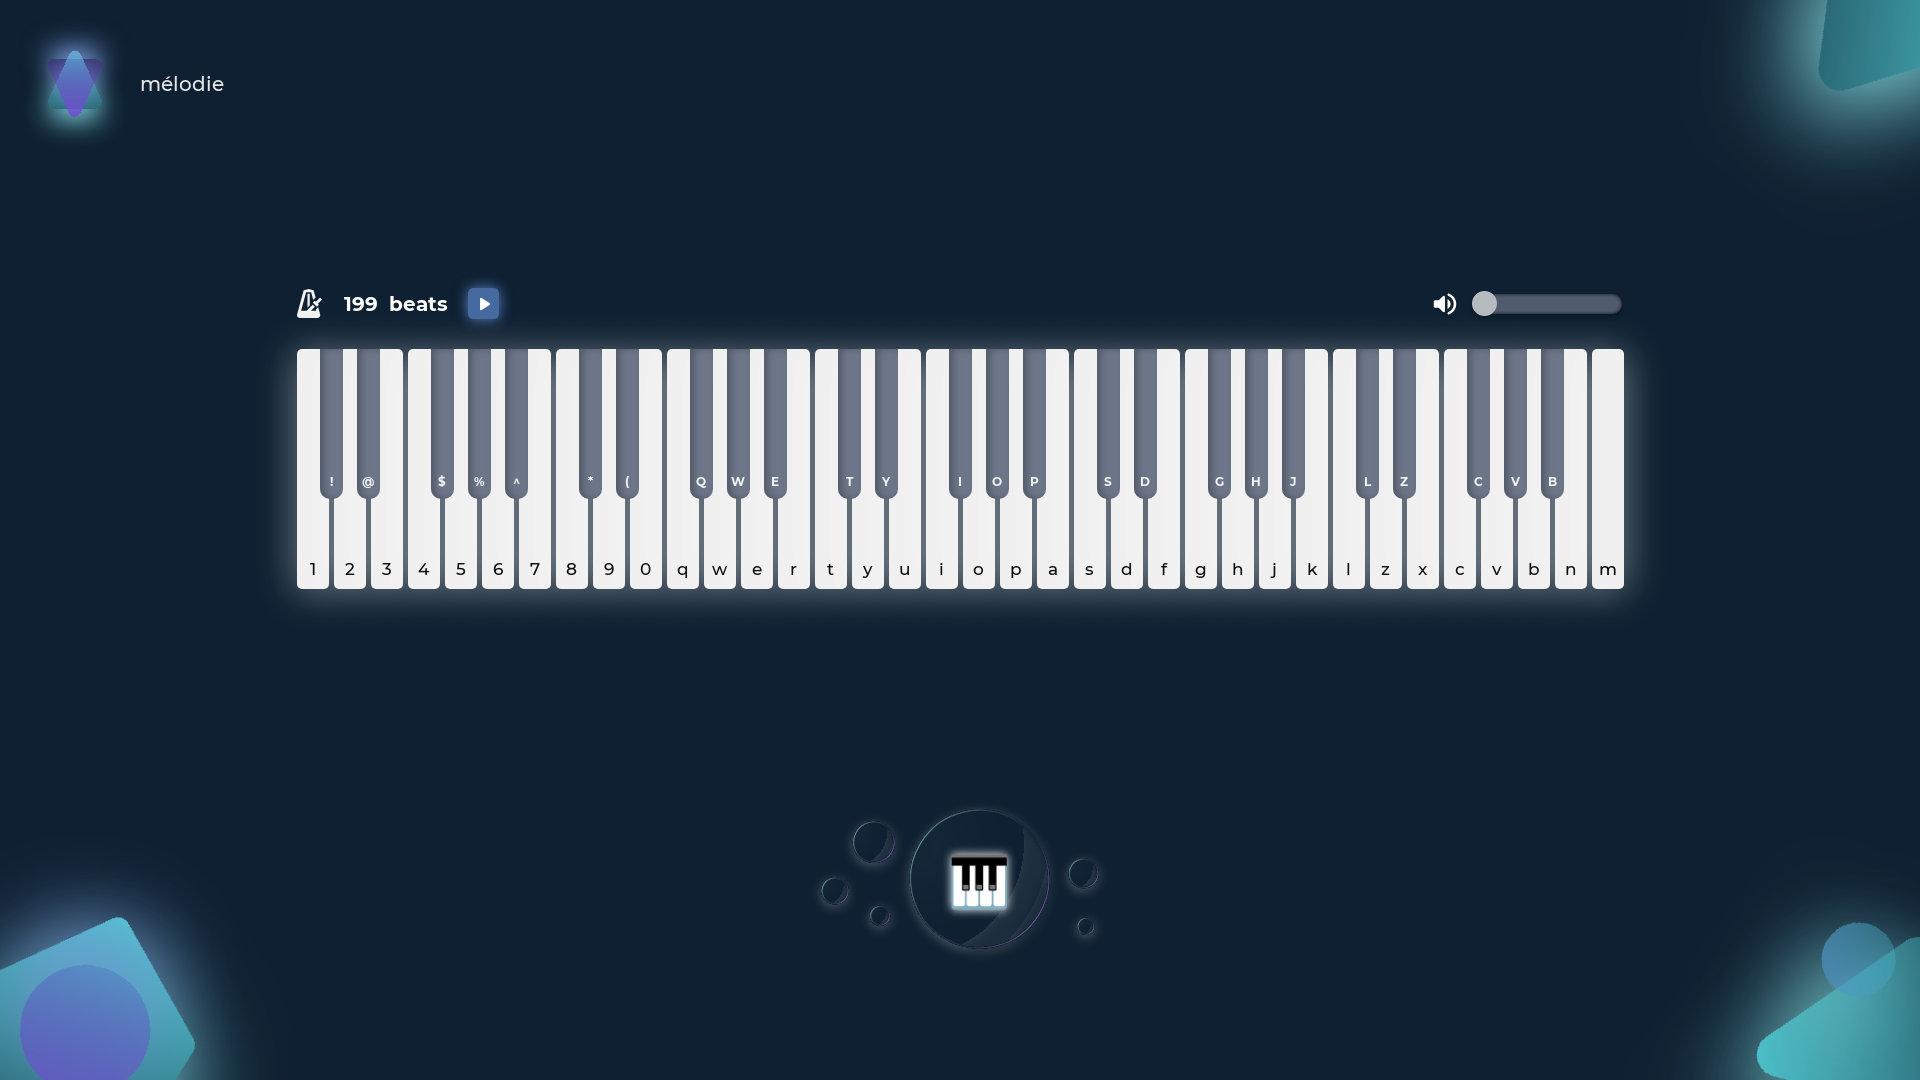 mélodie
199 beats
! @ $ % ^ * ( Q W E T Y I O P S D G H J L Z C V B
1 2 3 4 5 6 7 8 9 0 q w e r t y u i o p a s d f g h j k l z x c v b n m